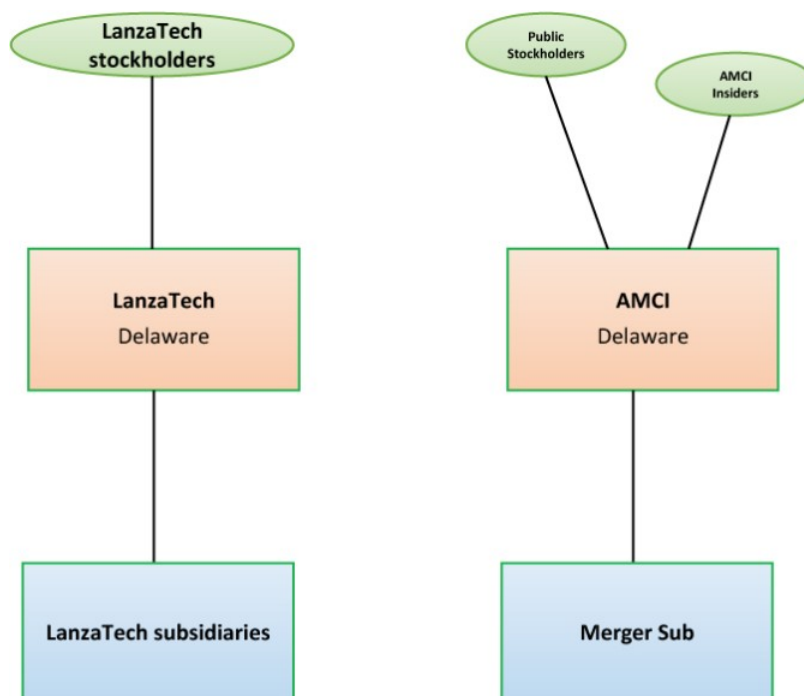 LanzaTech
stockholders
Public
Stockholders
AMCI
Insiders
LanzaTech
Delaware
AMCI
Delaware
LanzaTech subsidiaries
Merger Sub